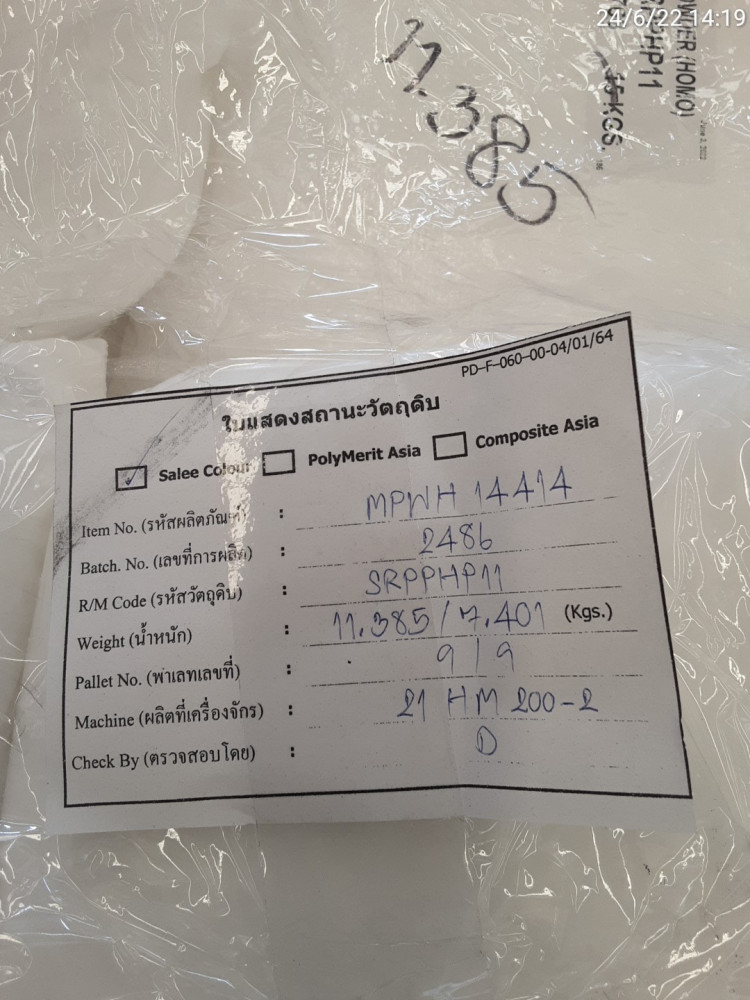 24/6/22 14:19
(HOMO)
KGS.
June 2, 2022
11.385
PD-F-060-00-04/01/64
ใบแสดงสถานะวัตถุดิบ
Salee Colour PolyMerit Asia Composite Asia
Item No. (รหัสผลิตภัณฑ์) : MPWH 14414
Batch. No. (เลขที่การผลิต) : 2486
R/M Code (รหัสวัตถุดิบ) : SRPPHP11
Weight (น้ำหนัก) : 11.385/7.401 (Kgs.)
Pallet No. (พาเลทเลขที่) : 9/9
Machine (ผลิตที่เครื่องจักร) : 21 HM 200-2
Check By (ตรวจสอบโดย) : D